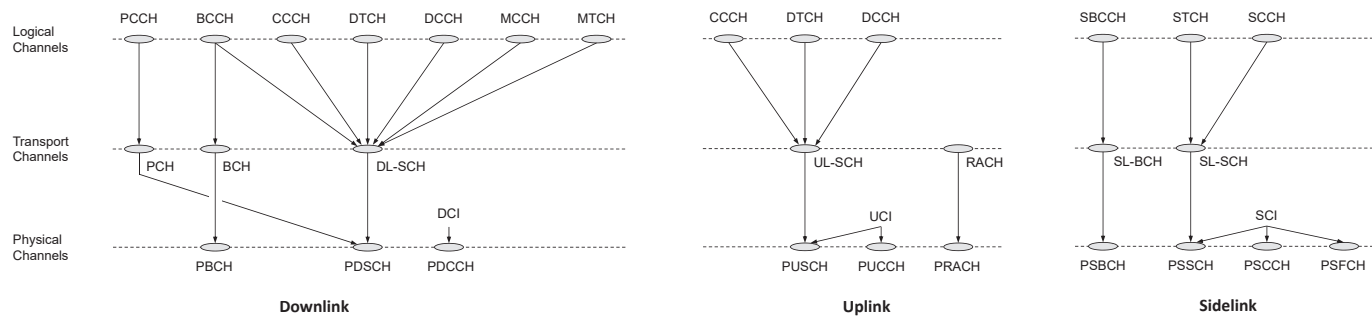 PCCH BCCH CCCH DTCH DCCH MCCH MTCH CCCH DTCH DCCH SBCCH STCH SCCH
Logical
Channels
Transport
Channels
PCH BCH DL-SCH UL-SCH RACH SL-BCH SL-SCH
DCI UCI SCI
Physical
Channels
PBCH PDSCH PDCCH PUSCH PUCCH PRACH PSBCH PSSCH PSCCH PSFCH
Downlink Uplink Sidelink